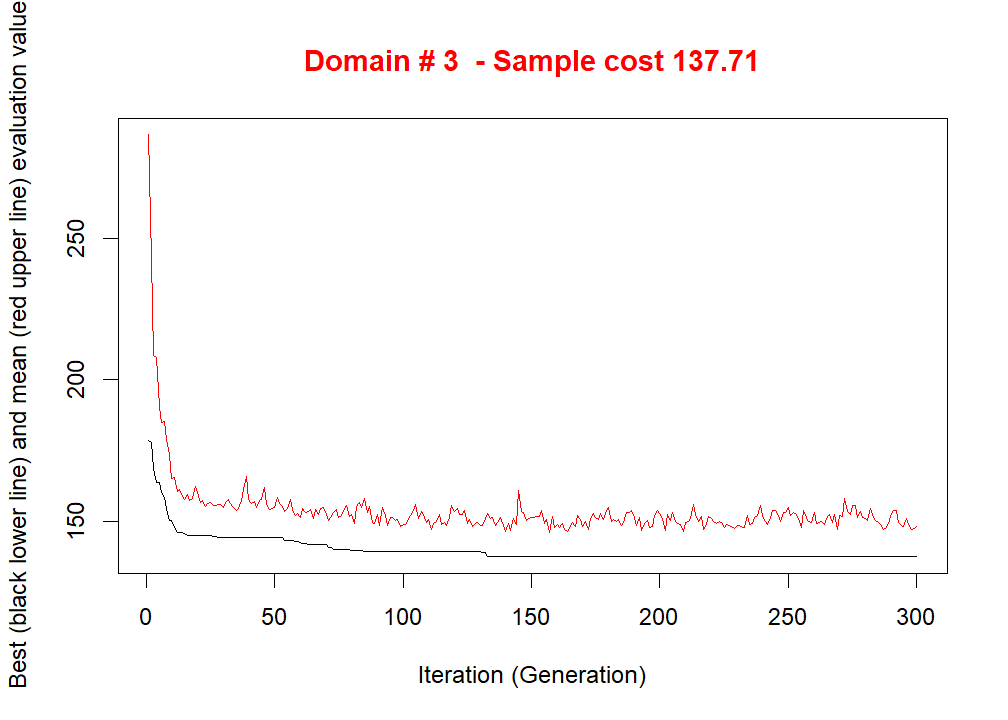 Domain # 3  - Sample cost 137.71
Best (black lower line) and mean (red upper line) evaluation value
250
200
150
0 50 100 150 200 250 300
Iteration (Generation)